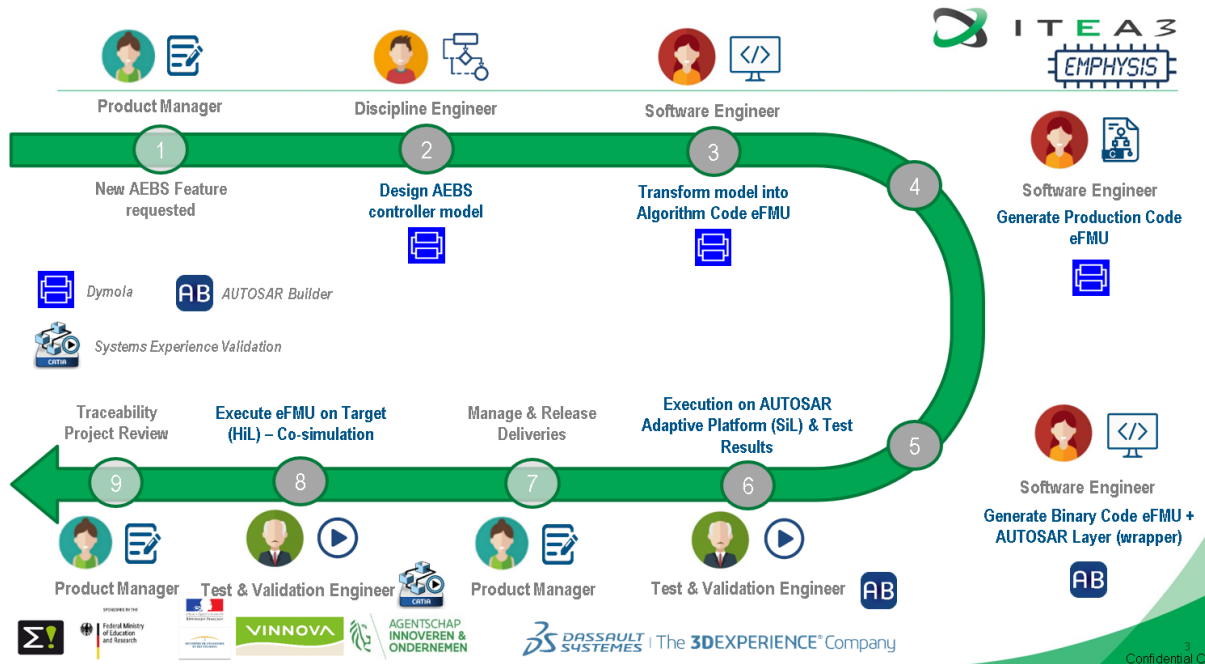 ITEA3
EMPHYSIS
Product Manager
Discipline Engineer
Software Engineer
1
2
3
4
New AEBS Feature
requested
Design AEBS
controller model
Transform model into
Algorithm Code eFMU
Software Engineer
Generate Production Code
eFMU
Dymola
AB
AUTOSAR Builder
CATIA
Systems Experience Validation
Traceability
Project Review
Execute eFMU on Target
(HiL) – Co-simulation
Manage & Release
Deliveries
Execution on AUTOSAR
Adaptive Platform (SiL) & Test
Results
5
9
8
7
6
Software Engineer
Generate Binary Code eFMU +
AUTOSAR Layer (wrapper)
AB
Product Manager
Test & Validation Engineer
CATIA
Product Manager
Test & Validation Engineer
AB
SPONSORED BY THE
Federal Ministry
of Education
and Research
Σ!
VINNOVA
AGENTSCHAP
INNOVEREN &
ONDERNEMEN
DASSAULT
SYSTEMES
The 3DEXPERIENCE® Company
3
Confidential C